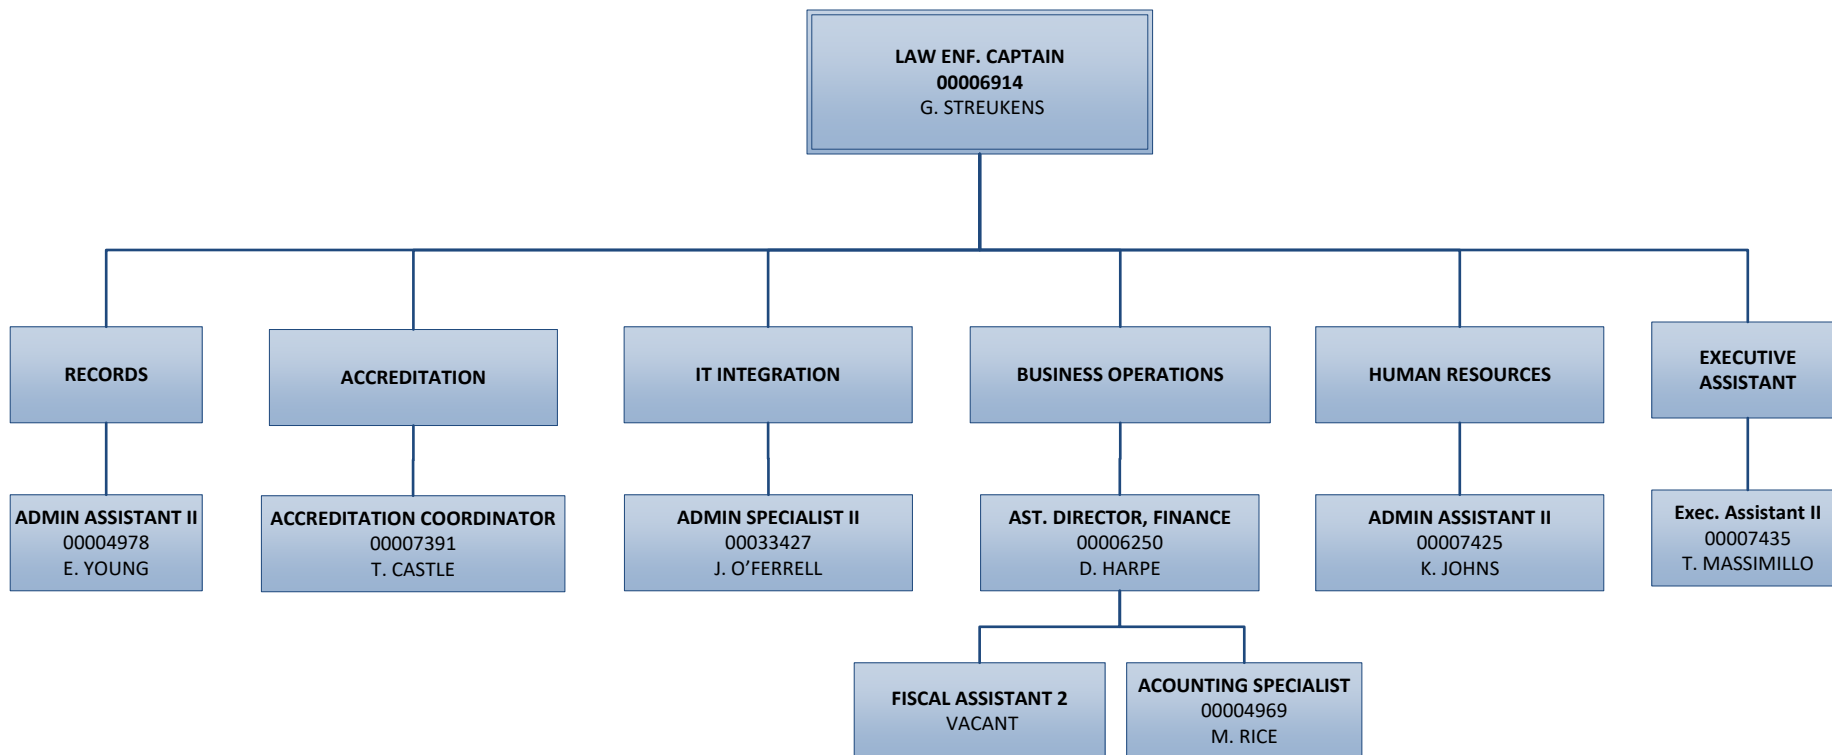 LAW ENF. CAPTAIN
00006914
G. STREUKENS
RECORDS
ACCREDITATION
IT INTEGRATION
BUSINESS OPERATIONS
HUMAN RESOURCES
EXECUTIVE
ASSISTANT
ADMIN ASSISTANT II
00004978
E. YOUNG
ACCREDITATION COORDINATOR
00007391
T. CASTLE
ADMIN SPECIALIST II
00033427
J. O’FERRELL
AST. DIRECTOR, FINANCE
00006250
D. HARPE
ADMIN ASSISTANT II
00007425
K. JOHNS
Exec. Assistant II
00007435
T. MASSIMILLO
FISCAL ASSISTANT 2
VACANT
ACOUNTING SPECIALIST
00004969
M. RICE